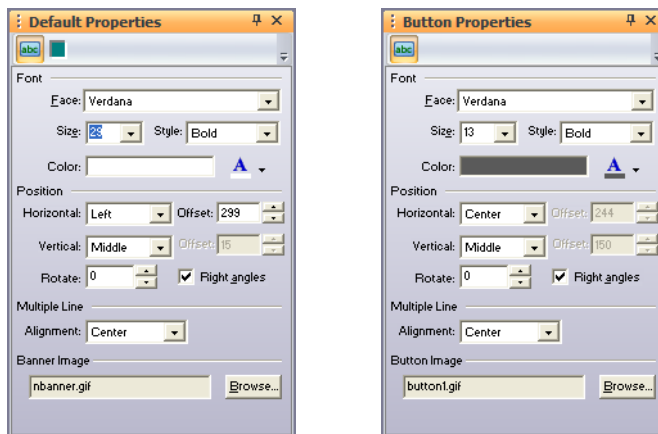 Default Properties
abc
Font
Face: Verdana
Size: 29 Style: Bold
Color: A
Position
Horizontal: Left Offset: 299
Vertical: Middle Offset: 15
Rotate: 0 Right angles
Multiple Line
Alignment: Center
Banner Image
nbanner.gif Browse...
Button Properties
abc
Font
Face: Verdana
Size: 13 Style: Bold
Color: A
Position
Horizontal: Center Offset: 244
Vertical: Middle Offset: 150
Rotate: 0 Right angles
Multiple Line
Alignment: Center
Button Image
button1.gif Browse...